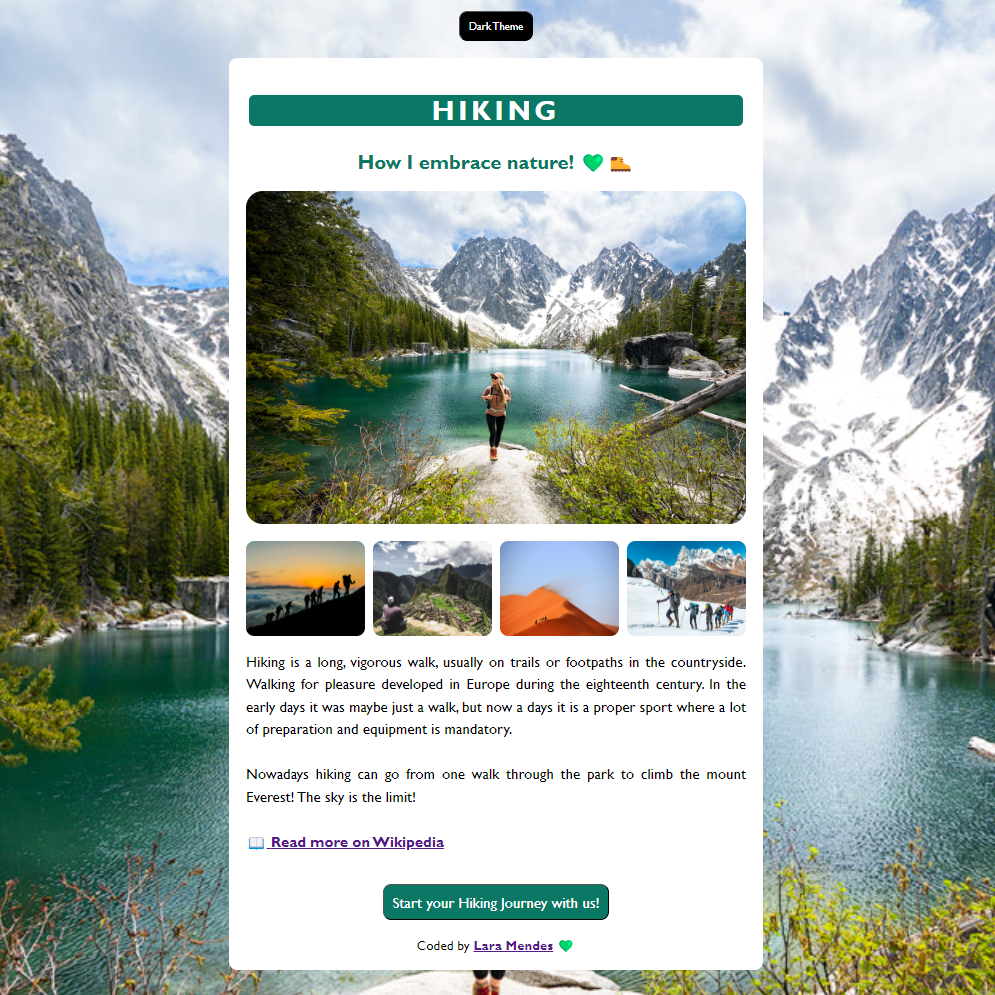 Dark Theme
HIKING
How I embrace nature! 💚 🥾
Hiking is a long, vigorous walk, usually on trails or footpaths in the countryside.
Walking for pleasure developed in Europe during the eighteenth century. In the
early days it was maybe just a walk, but now a days it is a proper sport where a lot
of preparation and equipment is mandatory.
Nowadays hiking can go from one walk through the park to climb the mount
Everest! The sky is the limit!
📖 Read more on Wikipedia
Start your Hiking Journey with us!
Coded by Lara Mendes 💚